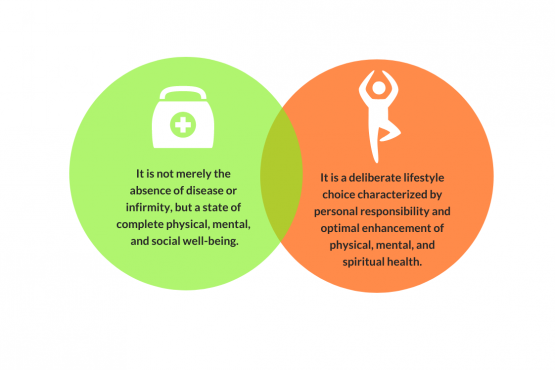 It is not merely the
absence of disease or
infirmity, but a state of
complete physical, mental,
and social well-being.
It is a deliberate lifestyle
choice characterized by
personal responsibility and
optimal enhancement of
physical, mental, and
spiritual health.